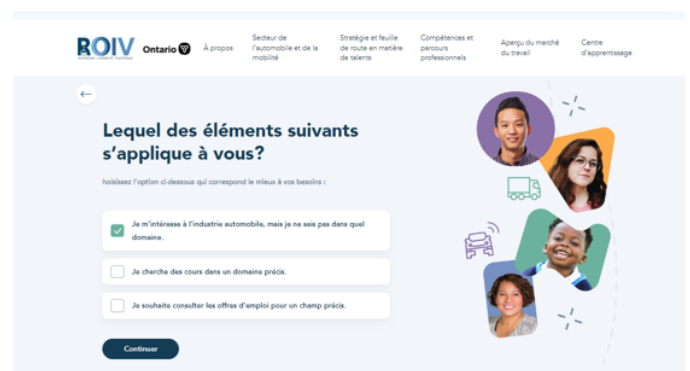 ROIV
Ontario
À propos
Secteur de
l'automobile et de la
mobilité
Stratégie et feuille
de route en matière
de talents
Compétences et
parcours
professionnels
Aperçu du marché
du travail
Centre
d'apprentissage
Lequel des éléments suivants
s'applique à vous?
hoisissez l'option ci-dessous qui correspond le mieux à vos besoins :
Je m'intéresse à l'industrie automobile, mais je ne sais pas dans quel
domaine.
Je cherche des cours dans un domaine précis.
Je souhaite consulter les offres d'emploi pour un champ précis.
Continuer